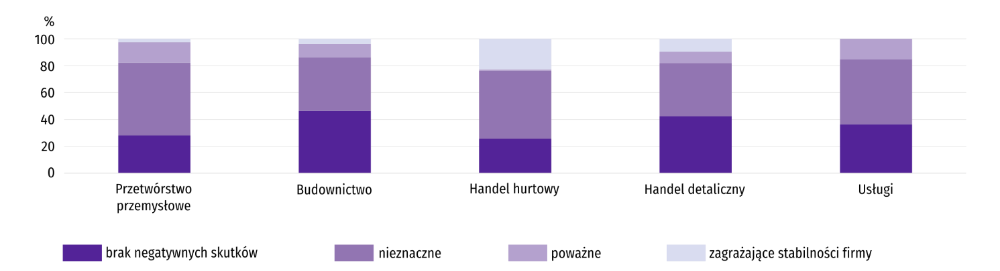 %
100
80
60
40
20
0
Przetwórstwo
przemysłowe
Budownictwo
Handel hurtowy
Handel detaliczny
Usługi
brak negatywnych skutków
nieznaczne
poważne
zagrażające stabilności firmy